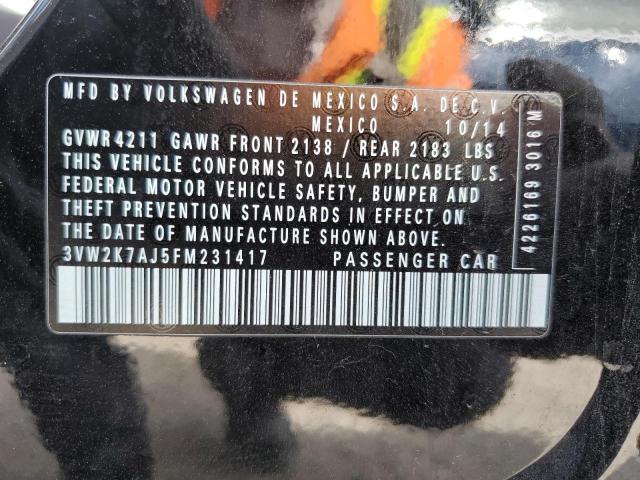 MFD BY VOLKSWAGEN DE MEXICO S.A. DE C.V.
MEXICO 10/14
GVWR 4211 GAWR FRONT 2138 / REAR 2183 LBS
THIS VEHICLE CONFORMS TO ALL APPLICABLE U.S.
FEDERAL MOTOR VEHICLE SAFETY, BUMPER AND
THEFT PREVENTION STANDARDS IN EFFECT ON
THE DATE OF MANUFACTURE SHOWN ABOVE.
3VW2K7AJ5FM231417 PASSENGER CAR
4226169 3016 M